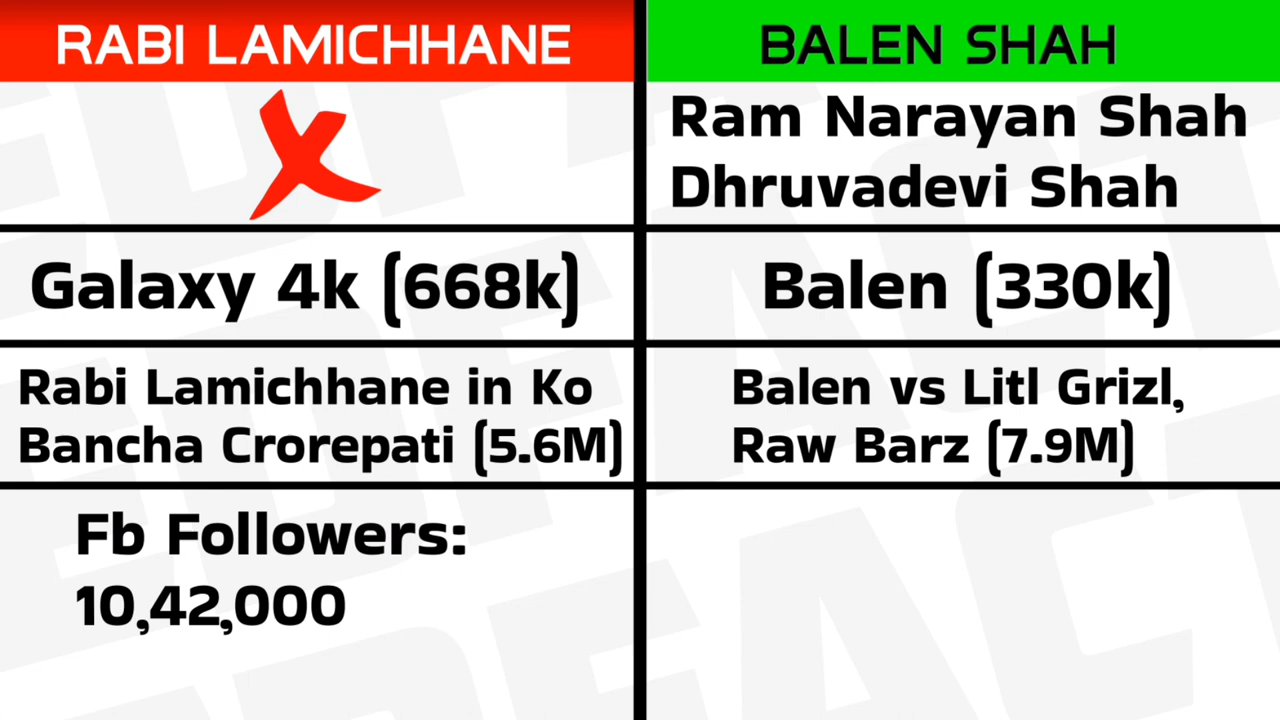 RABI LAMICHHANE
BALEN SHAH
Ram Narayan Shah
Dhruvadevi Shah
Galaxy 4k (668k)
Balen (330k)
Rabi Lamichhane in Ko
Bancha Crorepati (5.6M)
Balen vs Litl Grizl,
Raw Barz (7.9M)
Fb Followers:
10,42,000